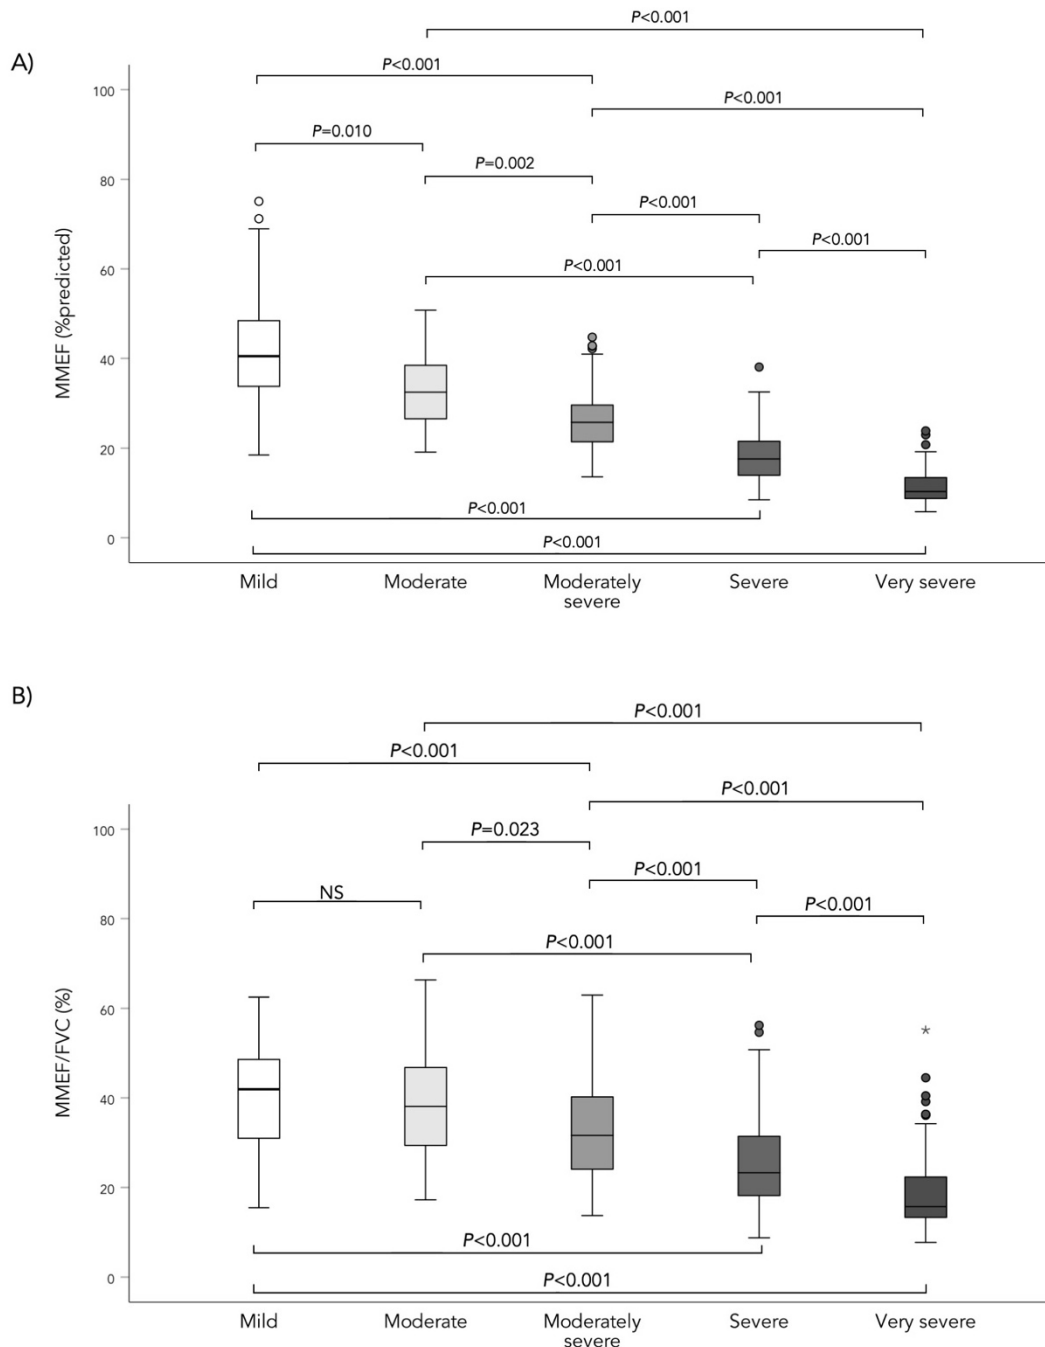 P<0.001
A)
P<0.001
100
P<0.001
P=0.010
P=0.002
80
P<0.001
P<0.001
P<0.001
60
MMEF (%predicted)
40
20
P<0.001
0
P<0.001
Mild
Moderate
Moderately
severe
Severe
Very severe
B)
P<0.001
P<0.001
P<0.001
100
P=0.023
P<0.001
NS
P<0.001
80
P<0.001
60
MMEF/FVC (%)
*
40
20
P<0.001
0
P<0.001
Mild
Moderate
Moderately
severe
Severe
Very severe